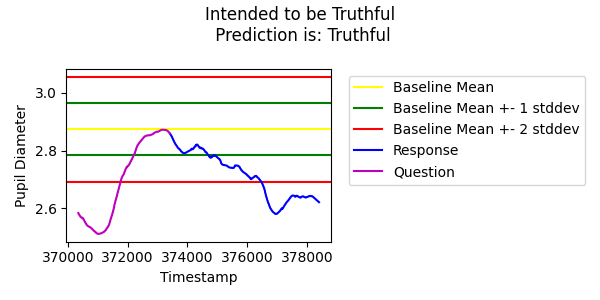 Intended to be Truthful
Prediction is: Truthful
3.0
2.8
2.6
Pupil Diameter
370000 372000 374000 376000 378000
Timestamp
Baseline Mean
Baseline Mean +- 1 stddev
Baseline Mean +- 2 stddev
Response
Question